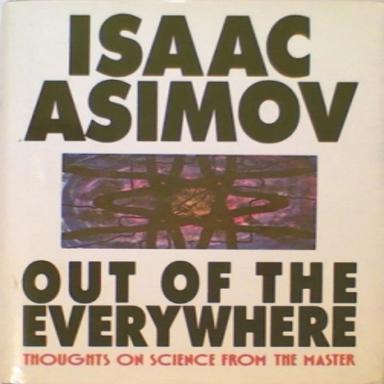 ISAAC
ASIMOV
OUT OF THE
EVERYWHERE
THOUGHTS ON SCIENCE FROM THE MASTER